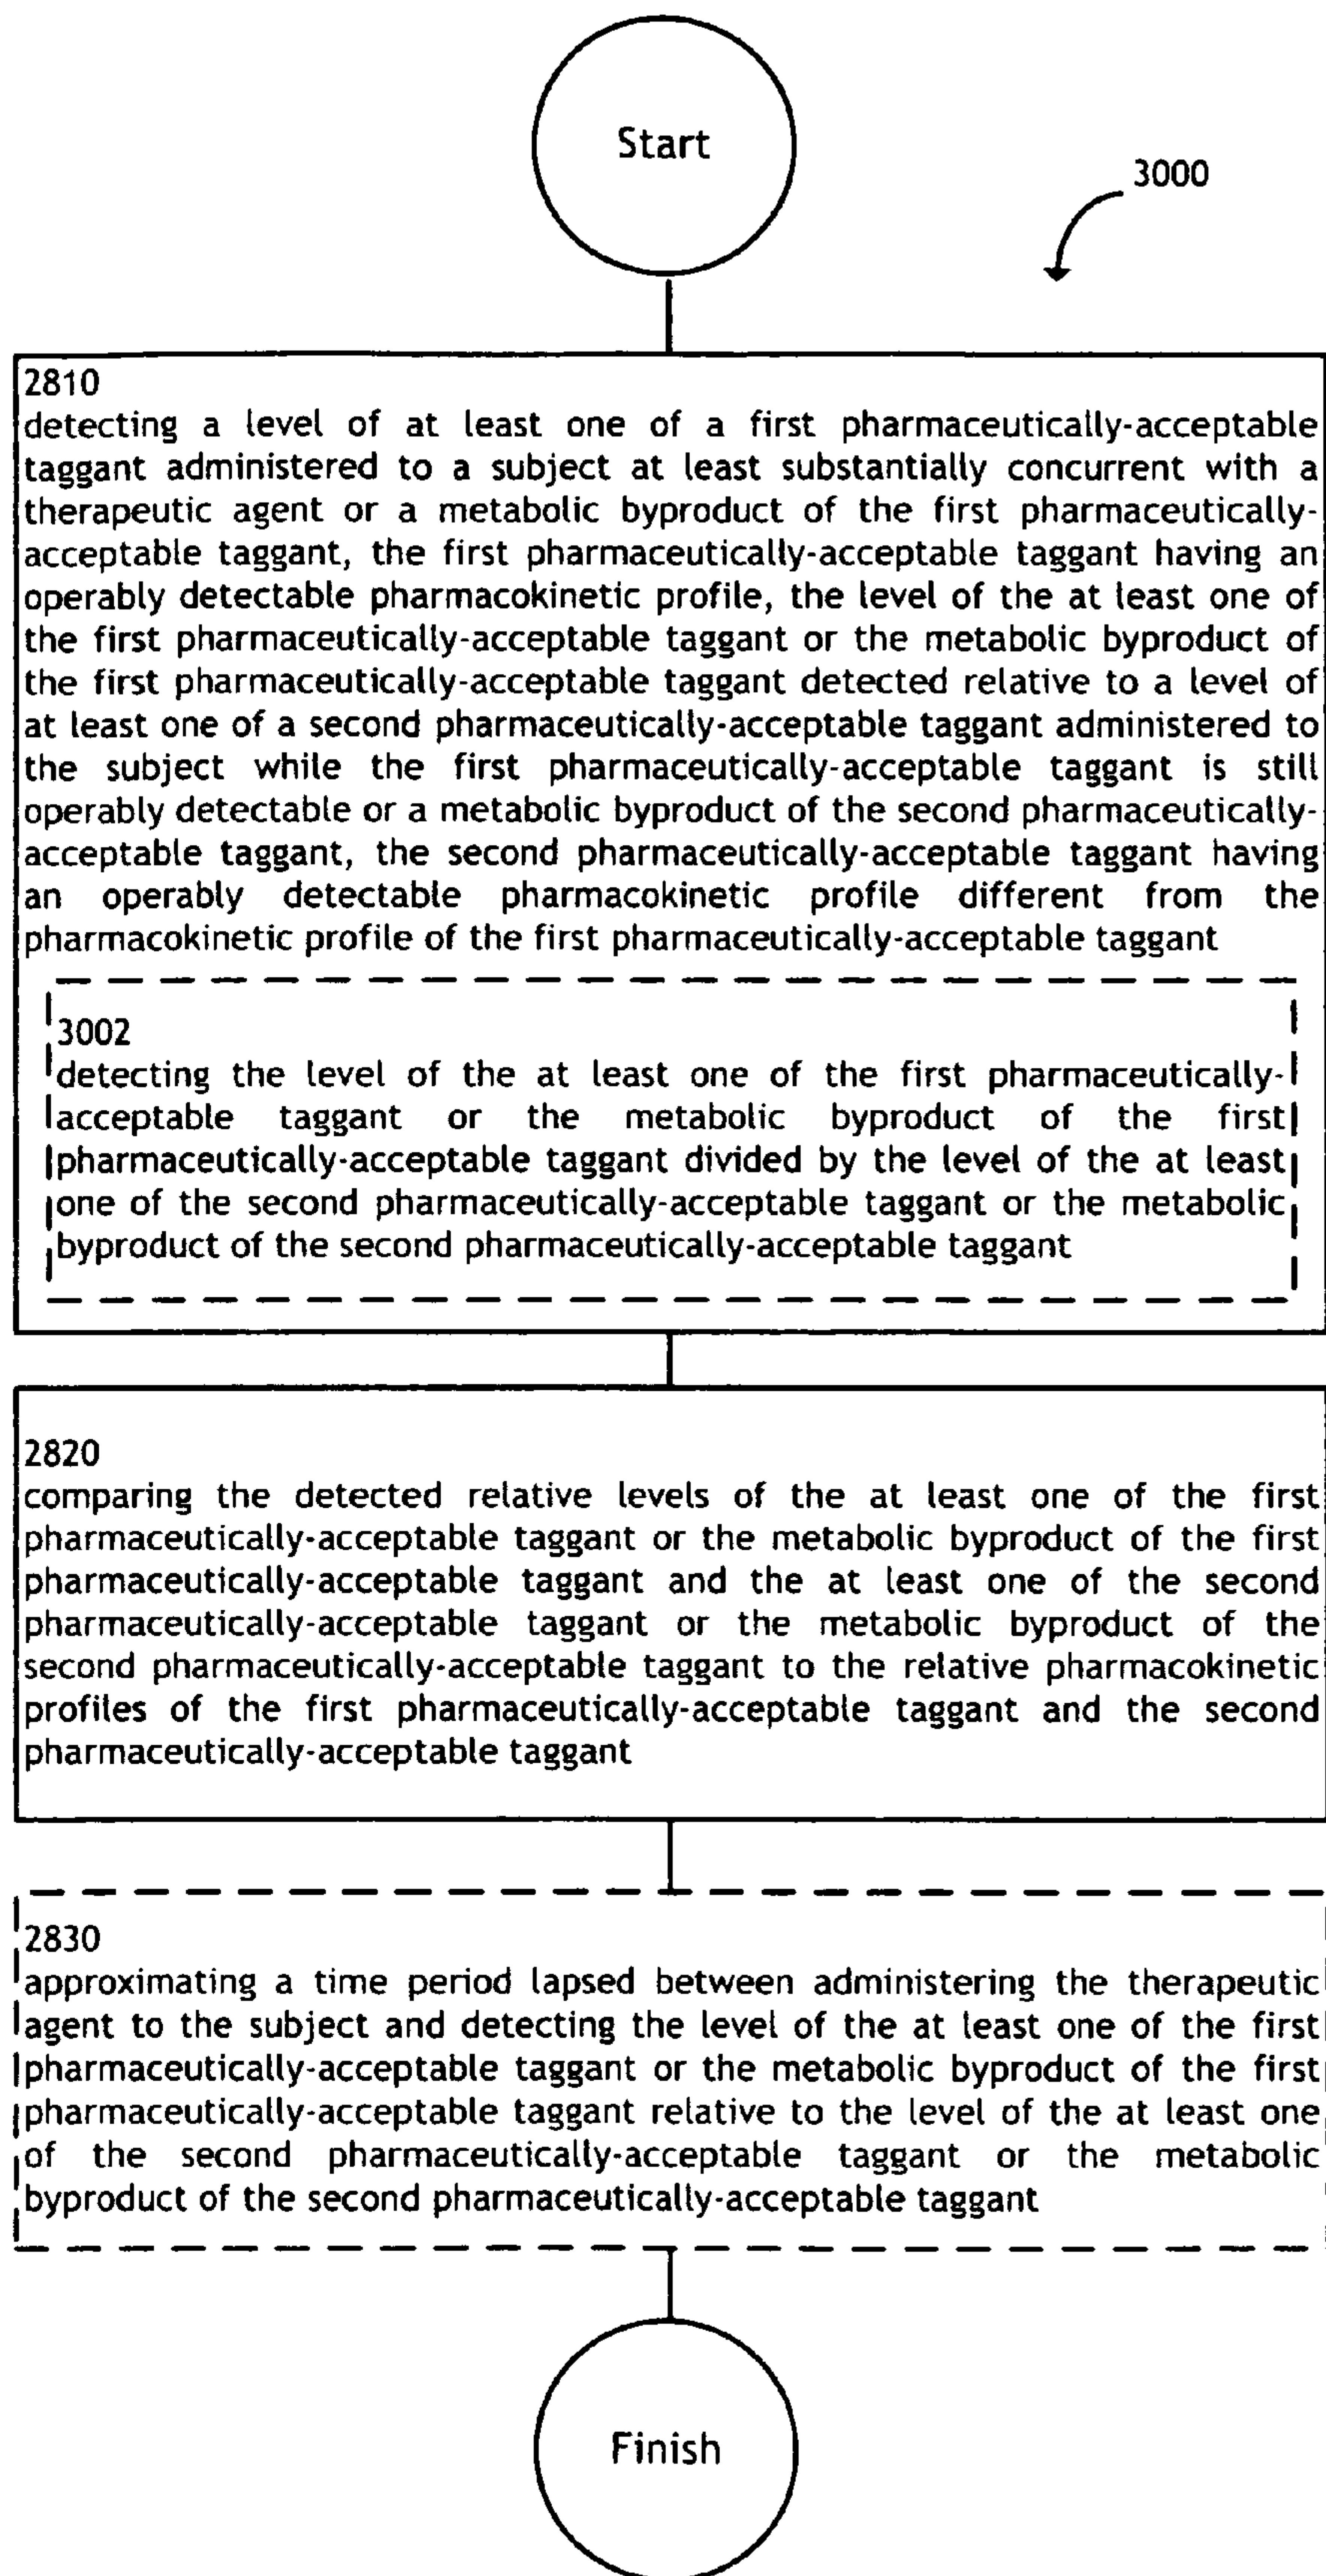 Start
3000
2810
detecting a level of at least one of a first pharmaceutically-acceptable
taggant administered to a subject at least substantially concurrent with a
therapeutic agent or a metabolic byproduct of the first pharmaceutically-
acceptable taggant, the first pharmaceutically-acceptable taggant having an
operably detectable pharmacokinetic profile, the level of the at least one of
the first pharmaceutically-acceptable taggant or the metabolic byproduct of
the first pharmaceutically-acceptable taggant detected relative to a level of
at least one of a second pharmaceutically-acceptable taggant administered to
the subject while the first pharmaceutically-acceptable taggant is still
operably detectable or a metabolic byproduct of the second pharmaceutically-
acceptable taggant, the second pharmaceutically-acceptable taggant having
an operably detectable pharmacokinetic profile different from the
pharmacokinetic profile of the first pharmaceutically-acceptable taggant
3002
detecting the level of the at least one of the first pharmaceutically-
acceptable taggant or the metabolic byproduct of the first
pharmaceutically-acceptable taggant divided by the level of the at least
one of the second pharmaceutically-acceptable taggant or the metabolic
byproduct of the second pharmaceutically-acceptable taggant
2820
comparing the detected relative levels of the at least one of the first
pharmaceutically-acceptable taggant or the metabolic byproduct of the first
pharmaceutically-acceptable taggant and the at least one of the second
pharmaceutically-acceptable taggant or the metabolic byproduct of the
second pharmaceutically-acceptable taggant to the relative pharmacokinetic
profiles of the first pharmaceutically-acceptable taggant and the second
pharmaceutically-acceptable taggant
2830
approximating a time period lapsed between administering the therapeutic
agent to the subject and detecting the level of the at least one of the first
pharmaceutically-acceptable taggant or the metabolic byproduct of the first
pharmaceutically-acceptable taggant relative to the level of the at least one
of the second pharmaceutically-acceptable taggant or the metabolic
byproduct of the second pharmaceutically-acceptable taggant
Finish